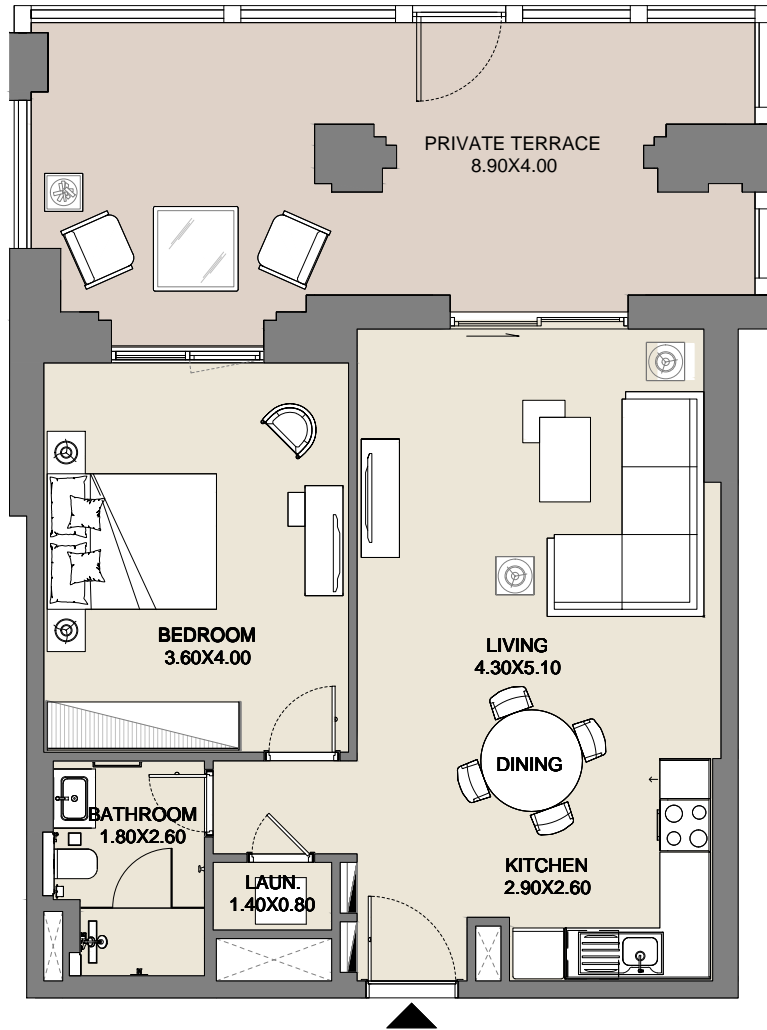 PRIVATE TERRACE
8.90X4.00
BEDROOM
3.60X4.00
LIVING
4.30X5.10
DINING
BATHROOM
1.80X2.60
KITCHEN
2.90X2.60
LAUN.
1.40X0.80